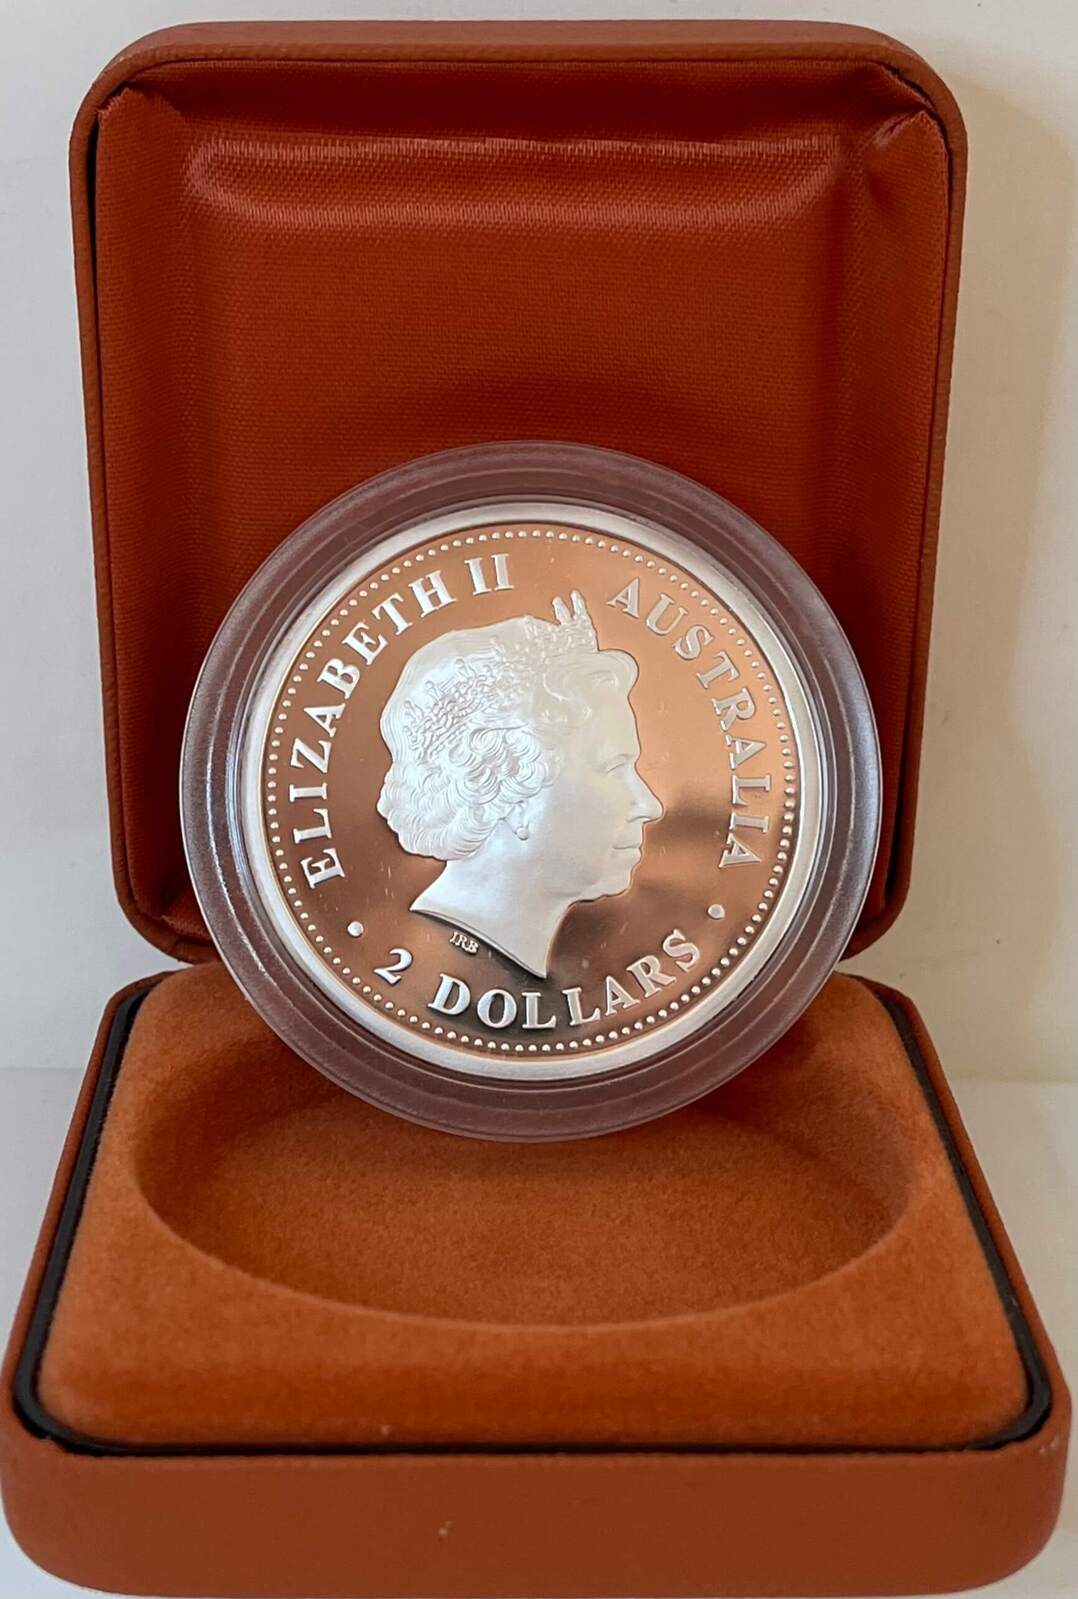 ELIZABETH II
AUSTRALIA
IRB
• 2 DOLLARS •